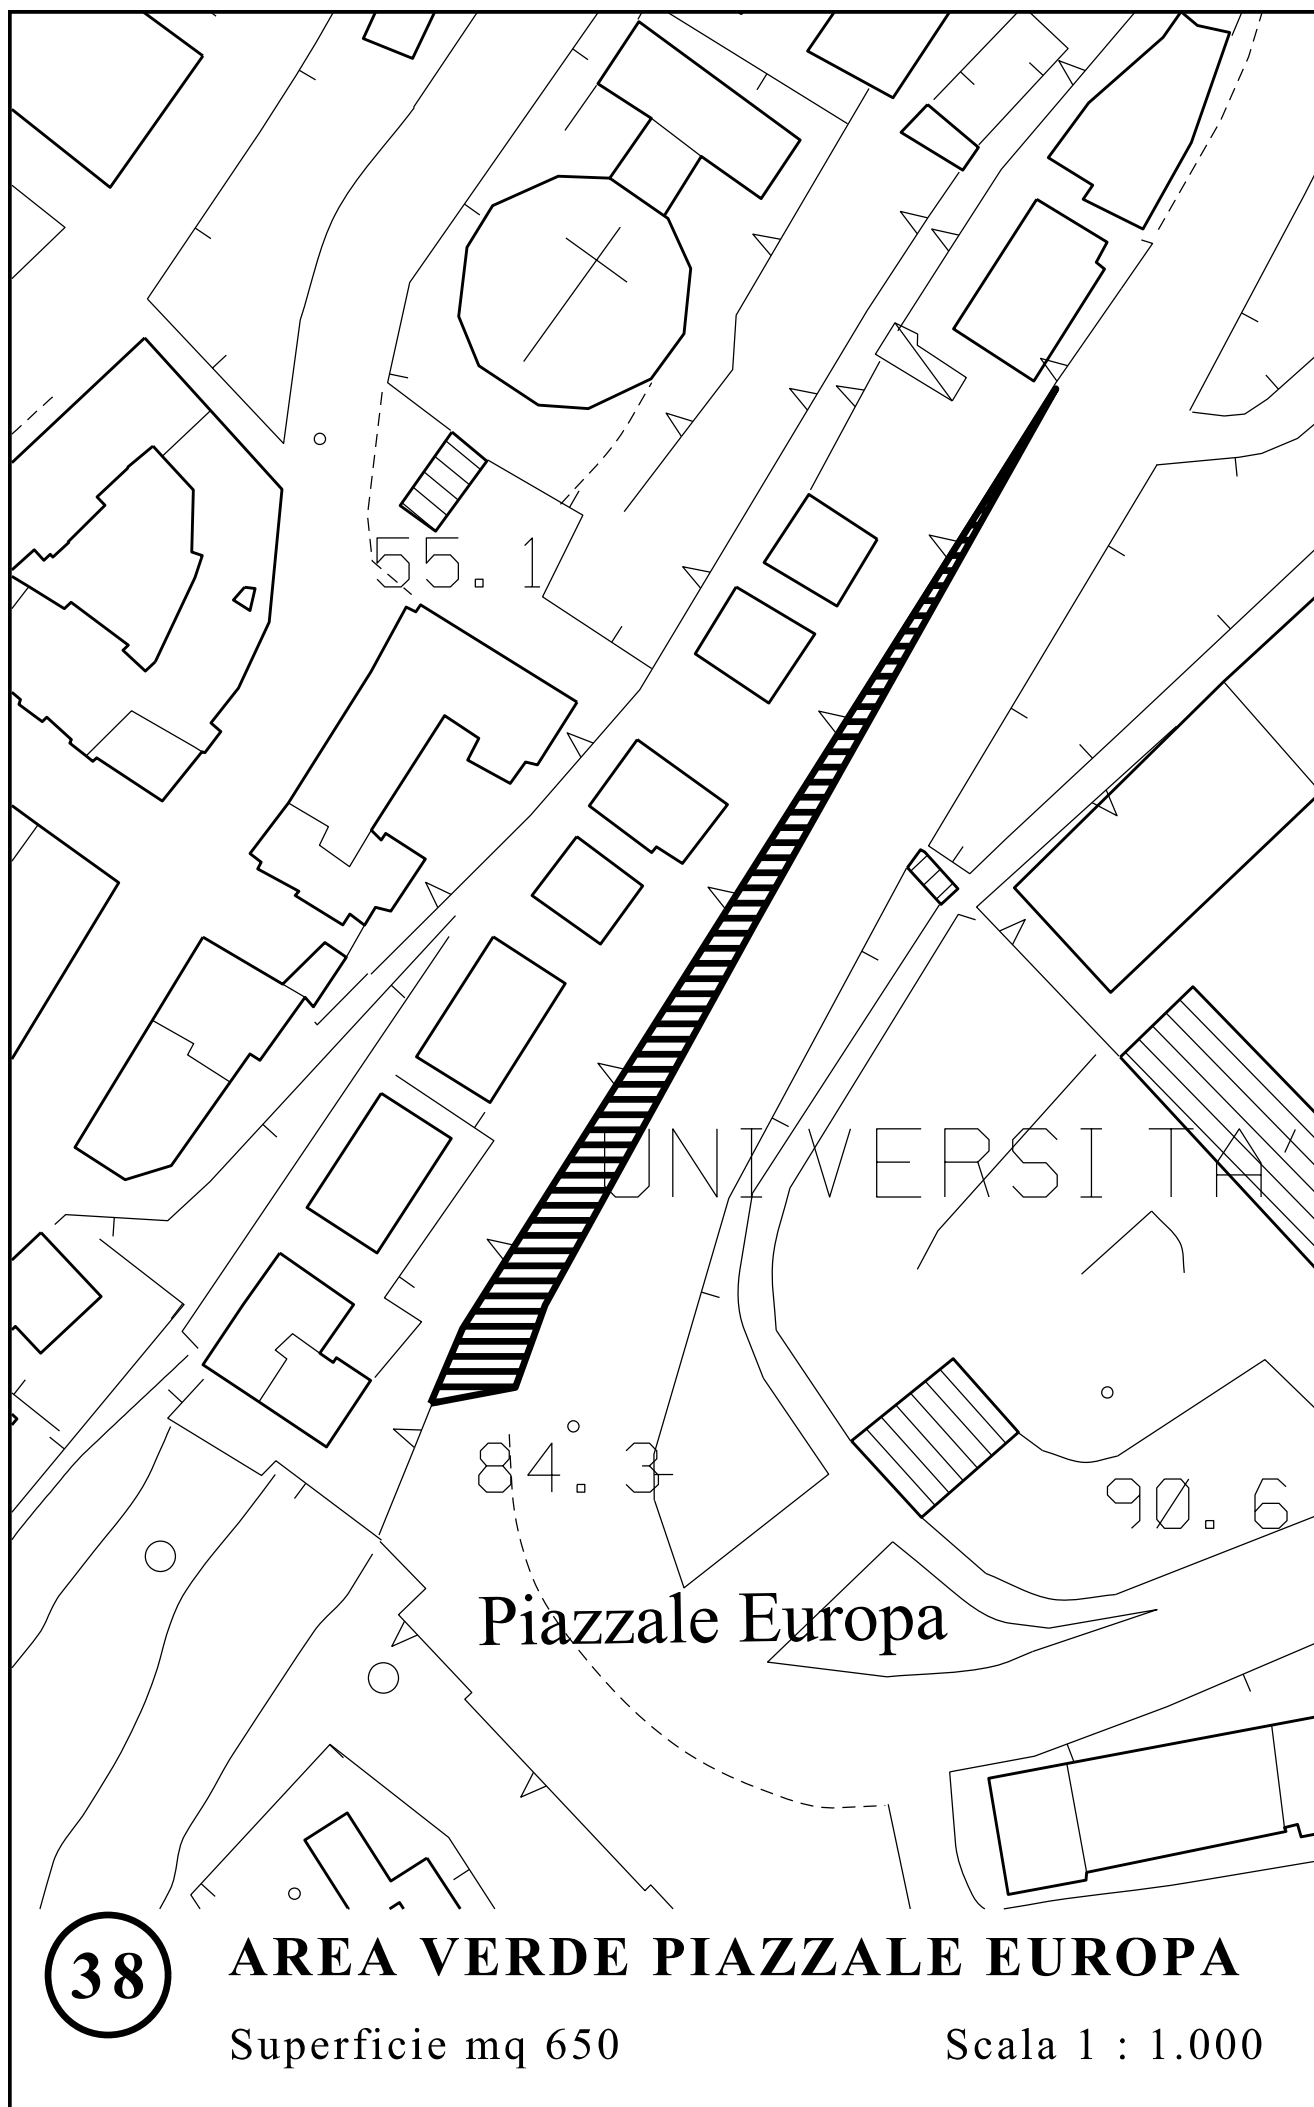 55.1
UNIVERSITA'
84.3
90.6
Piazzale Europa
38
AREA VERDE PIAZZALE EUROPA
Superficie mq 650
Scala 1 : 1.000